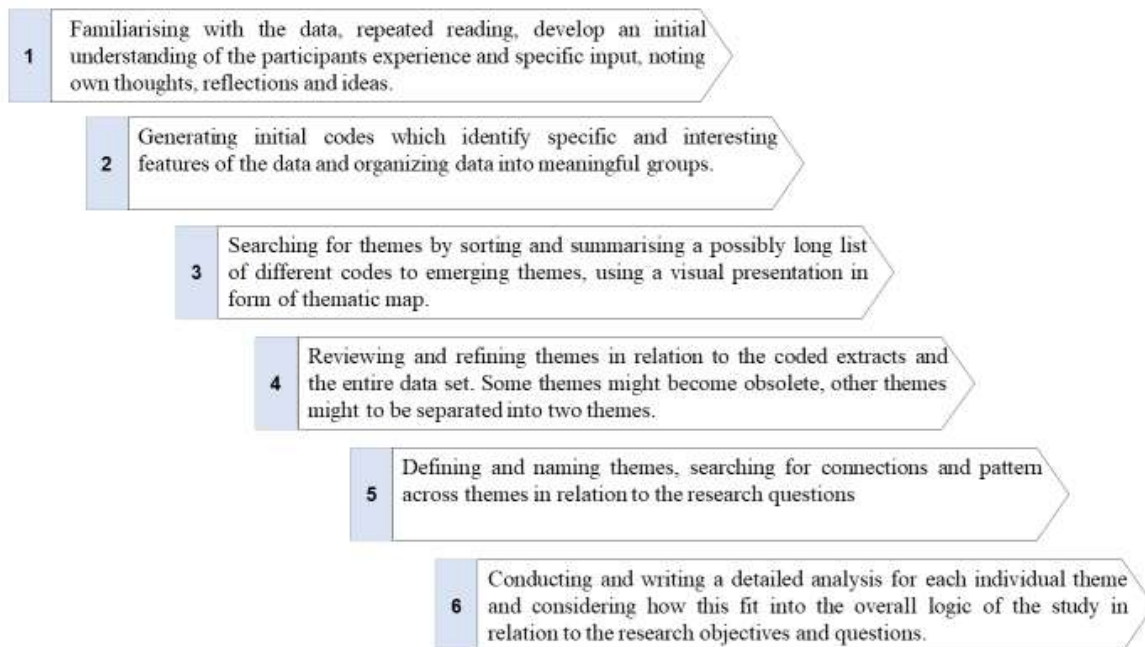 1
Familiarising with the data, repeated reading, develop an initial
understanding of the participants experience and specific input, noting
own thoughts, reflections and ideas.
2
Generating initial codes which identify specific and interesting
features of the data and organizing data into meaningful groups.
3
Searching for themes by sorting and summarising a possibly long list
of different codes to emerging themes, using a visual presentation in
form of thematic map.
4
Reviewing and refining themes in relation to the coded extracts and
the entire data set. Some themes might become obsolete, other themes
might to be separated into two themes.
5
Defining and naming themes, searching for connections and pattern
across themes in relation to the research questions
6
Conducting and writing a detailed analysis for each individual theme
and considering how this fit into the overall logic of the study in
relation to the research objectives and questions.